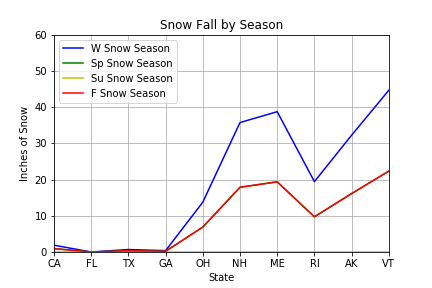 Snow Fall by Season
W Snow Season
Sp Snow Season
Su Snow Season
F Snow Season
Inches of Snow
60
50
40
30
20
10
0
CA FL TX GA OH NH ME RI AK VT
State